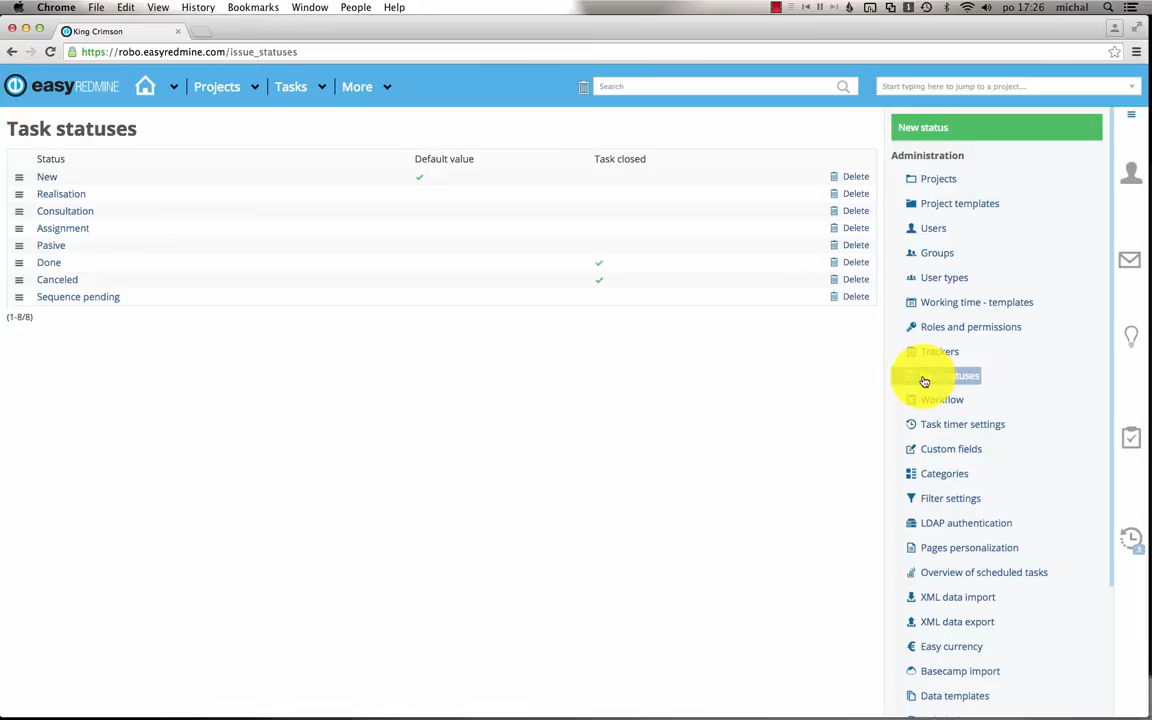 Chrome File Edit View History Bookmarks Window People Help po 17:26 michal
King Crimson
https://robo.easyredmine.com/issue_statuses
easyREDMINE Projects Tasks More Search Start typing here to jump to a project...
Task statuses
Status Default value Task closed
New Delete
Realisation Delete
Consultation Delete
Assignment Delete
Pasive Delete
Done Delete
Canceled Delete
Sequence pending Delete
(1-8/8)
New status
Administration
Projects
Project templates
Users
Groups
User types
Working time - templates
Roles and permissions
Trackers
Workflow
Task timer settings
Custom fields
Categories
Filter settings
LDAP authentication
Pages personalization
Overview of scheduled tasks
XML data import
XML data export
Easy currency
Basecamp import
Data templates